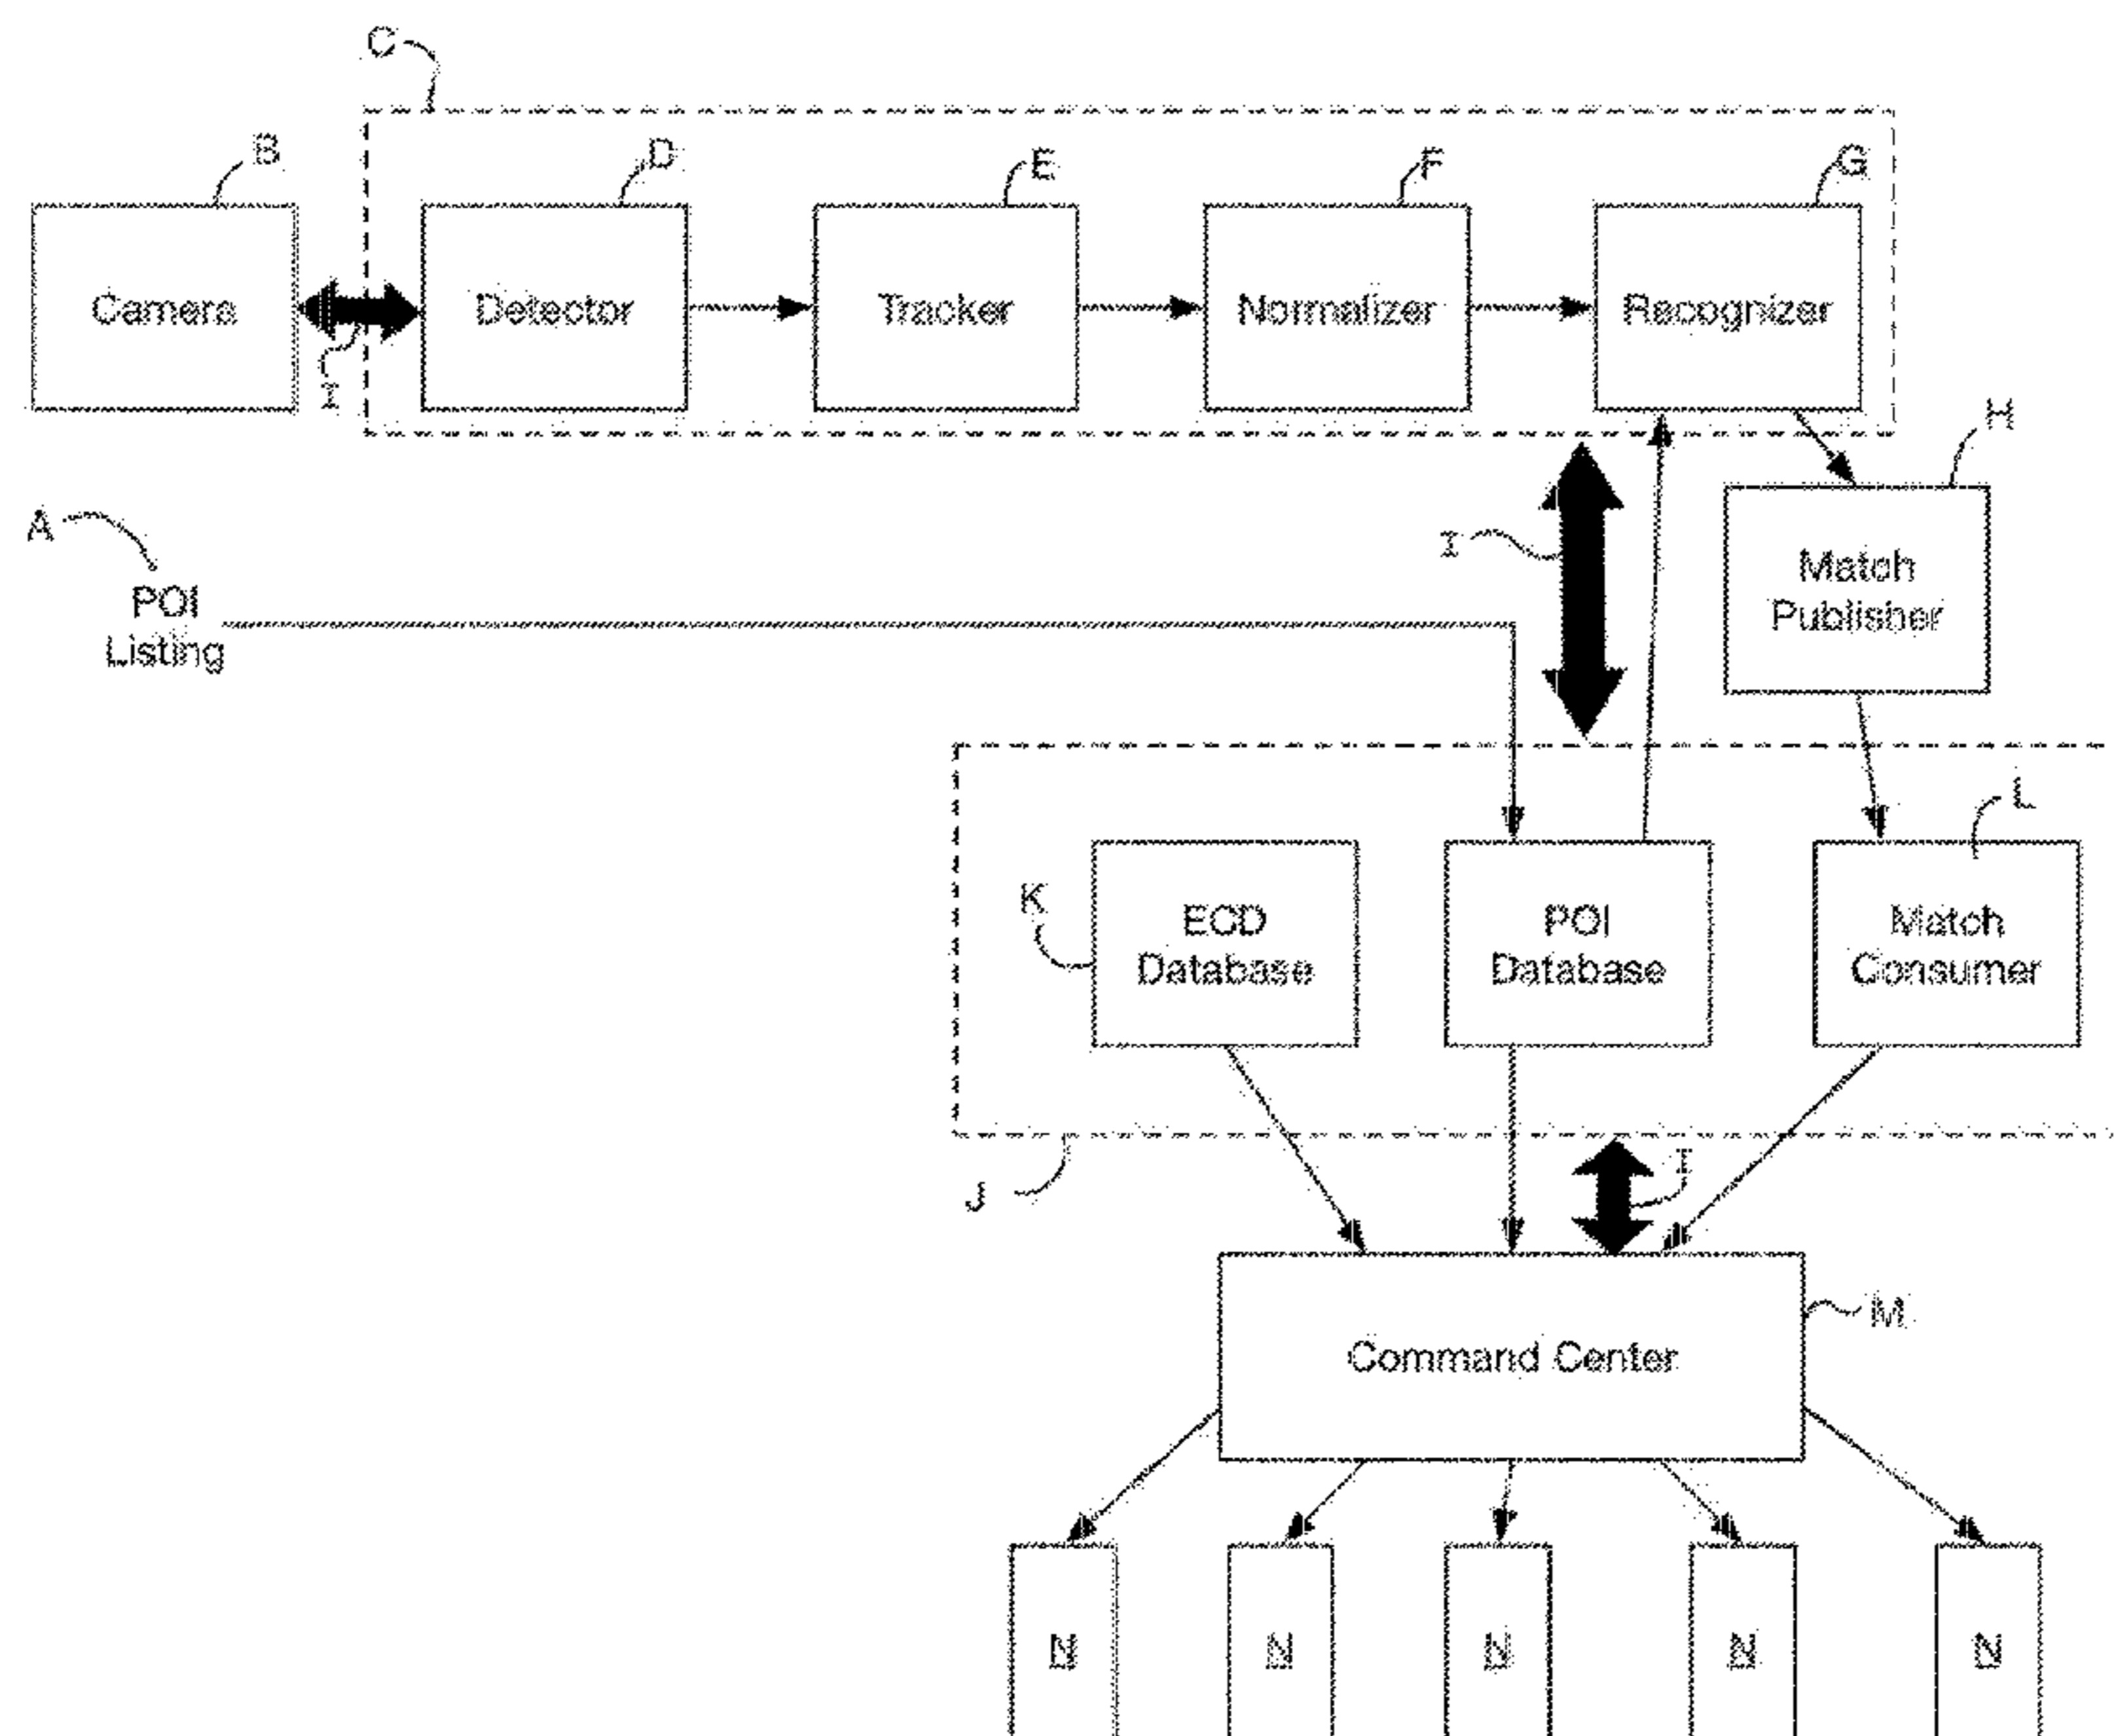 C
B
D
E
F
G
Camera
Detector
Tracker
Normalizer
Recognizer
I
H
A
I
POI
Listing
Match
Publisher
L
K
ECD
Database
POI
Database
Match
Consumer
J
I
M
Command Center
N
N
N
N
N